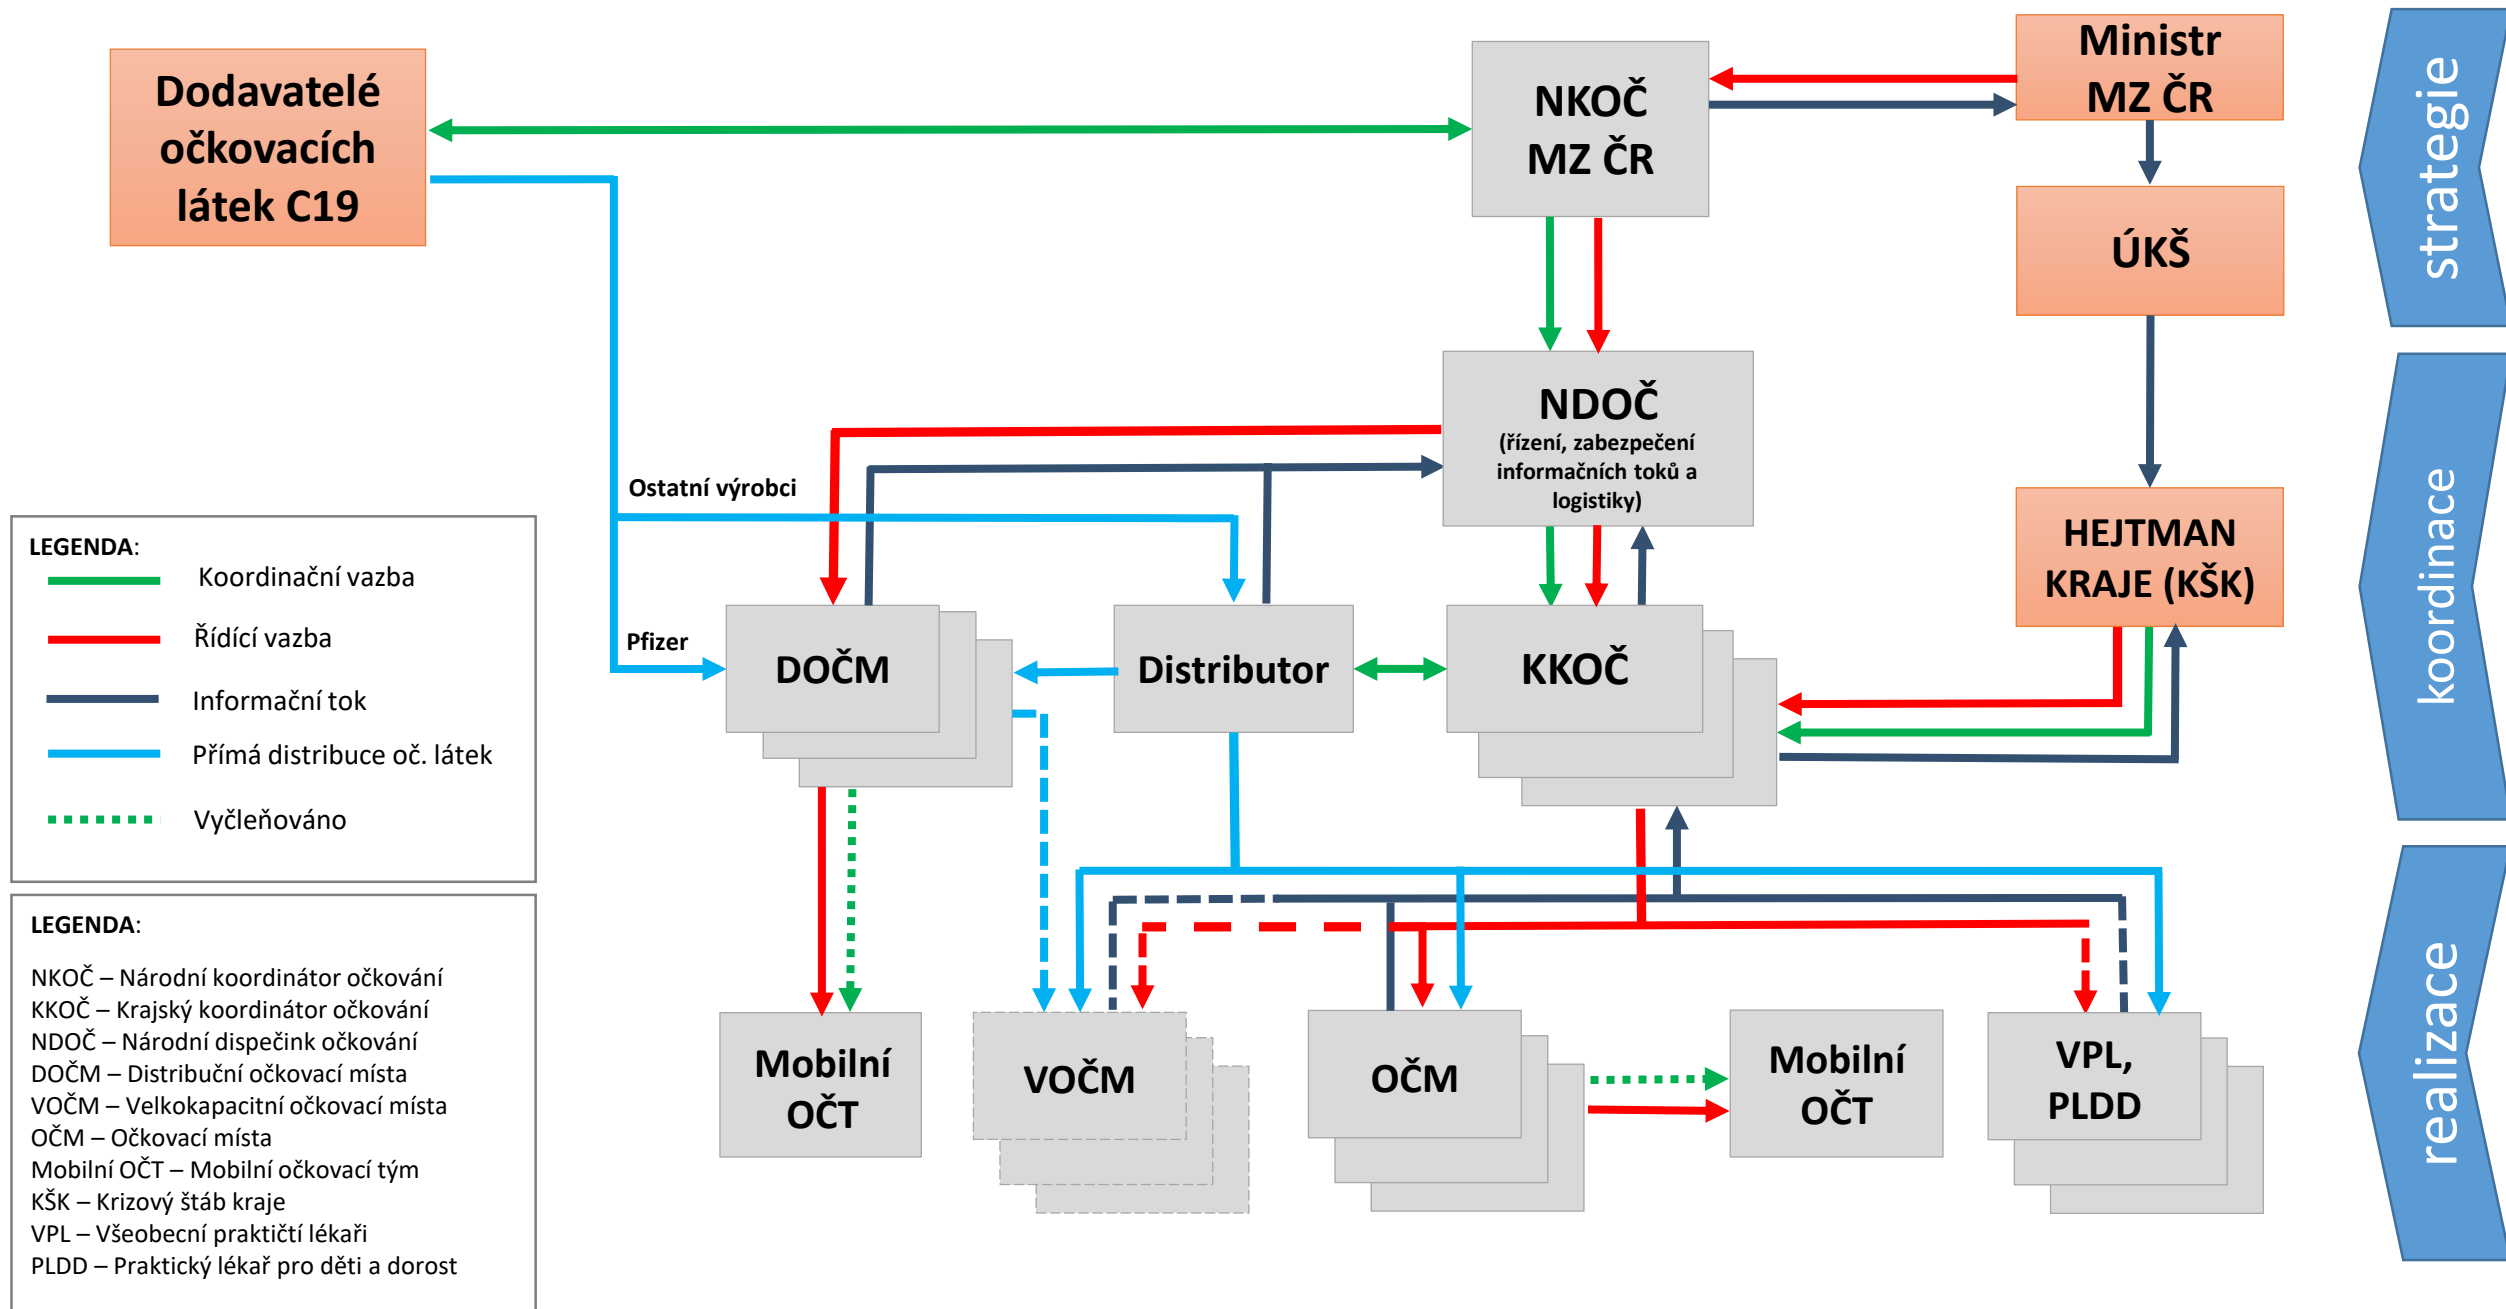 Dodavatelé
očkovacích
látek C19
NKOČ
MZ ČR
Ministr
MZ ČR
ÚKŠ
strategie
NDOČ
(řízení, zabezpečení
informačních toků a
logistiky)
HEJTMAN
KRAJE (KŠK)
koordinace
Ostatní výrobci
Pfizer
DOČM
Distributor
KKOČ
LEGENDA:
Koordinační vazba
Řídící vazba
Informační tok
Přímá distribuce oč. látek
Vyčleňováno
Mobilní
OČT
VOČM
OČM
Mobilní
OČT
VPL,
PLDD
realizace
LEGENDA:
NKOČ – Národní koordinátor očkování
KKOČ – Krajský koordinátor očkování
NDOČ – Národní dispečink očkování
DOČM – Distribuční očkovací místa
VOČM – Velkokapacitní očkovací místa
OČM – Očkovací místa
Mobilní OČT – Mobilní očkovací tým
KŠK – Krizový štáb kraje
VPL – Všeobecní praktičtí lékaři
PLDD – Praktický lékař pro děti a dorost